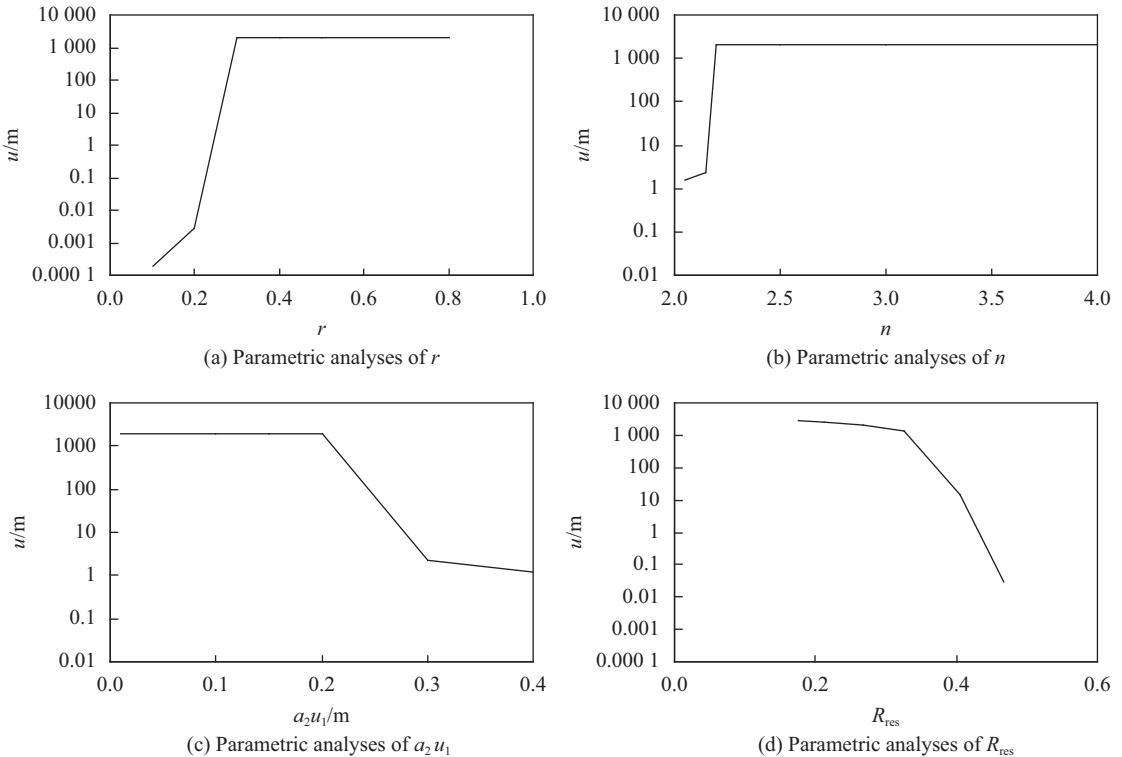 10 000
1 000
100
10
1
0.1
0.01
0.001
0.000 1
u/m
0.0 0.2 0.4 0.6 0.8 1.0
r
(a) Parametric analyses of r
10 000
1 000
100
10
1
0.1
0.01
u/m
2.0 2.5 3.0 3.5 4.0
n
(b) Parametric analyses of n
10000
1000
100
10
1
0.1
0.01
u/m
0.0 0.1 0.2 0.3 0.4
a₂u₁/m
(c) Parametric analyses of a₂u₁
10 000
1 000
100
10
1
0.1
0.01
0.001
0.000 1
u/m
0.0 0.2 0.4 0.6
R_res
(d) Parametric analyses of R_res